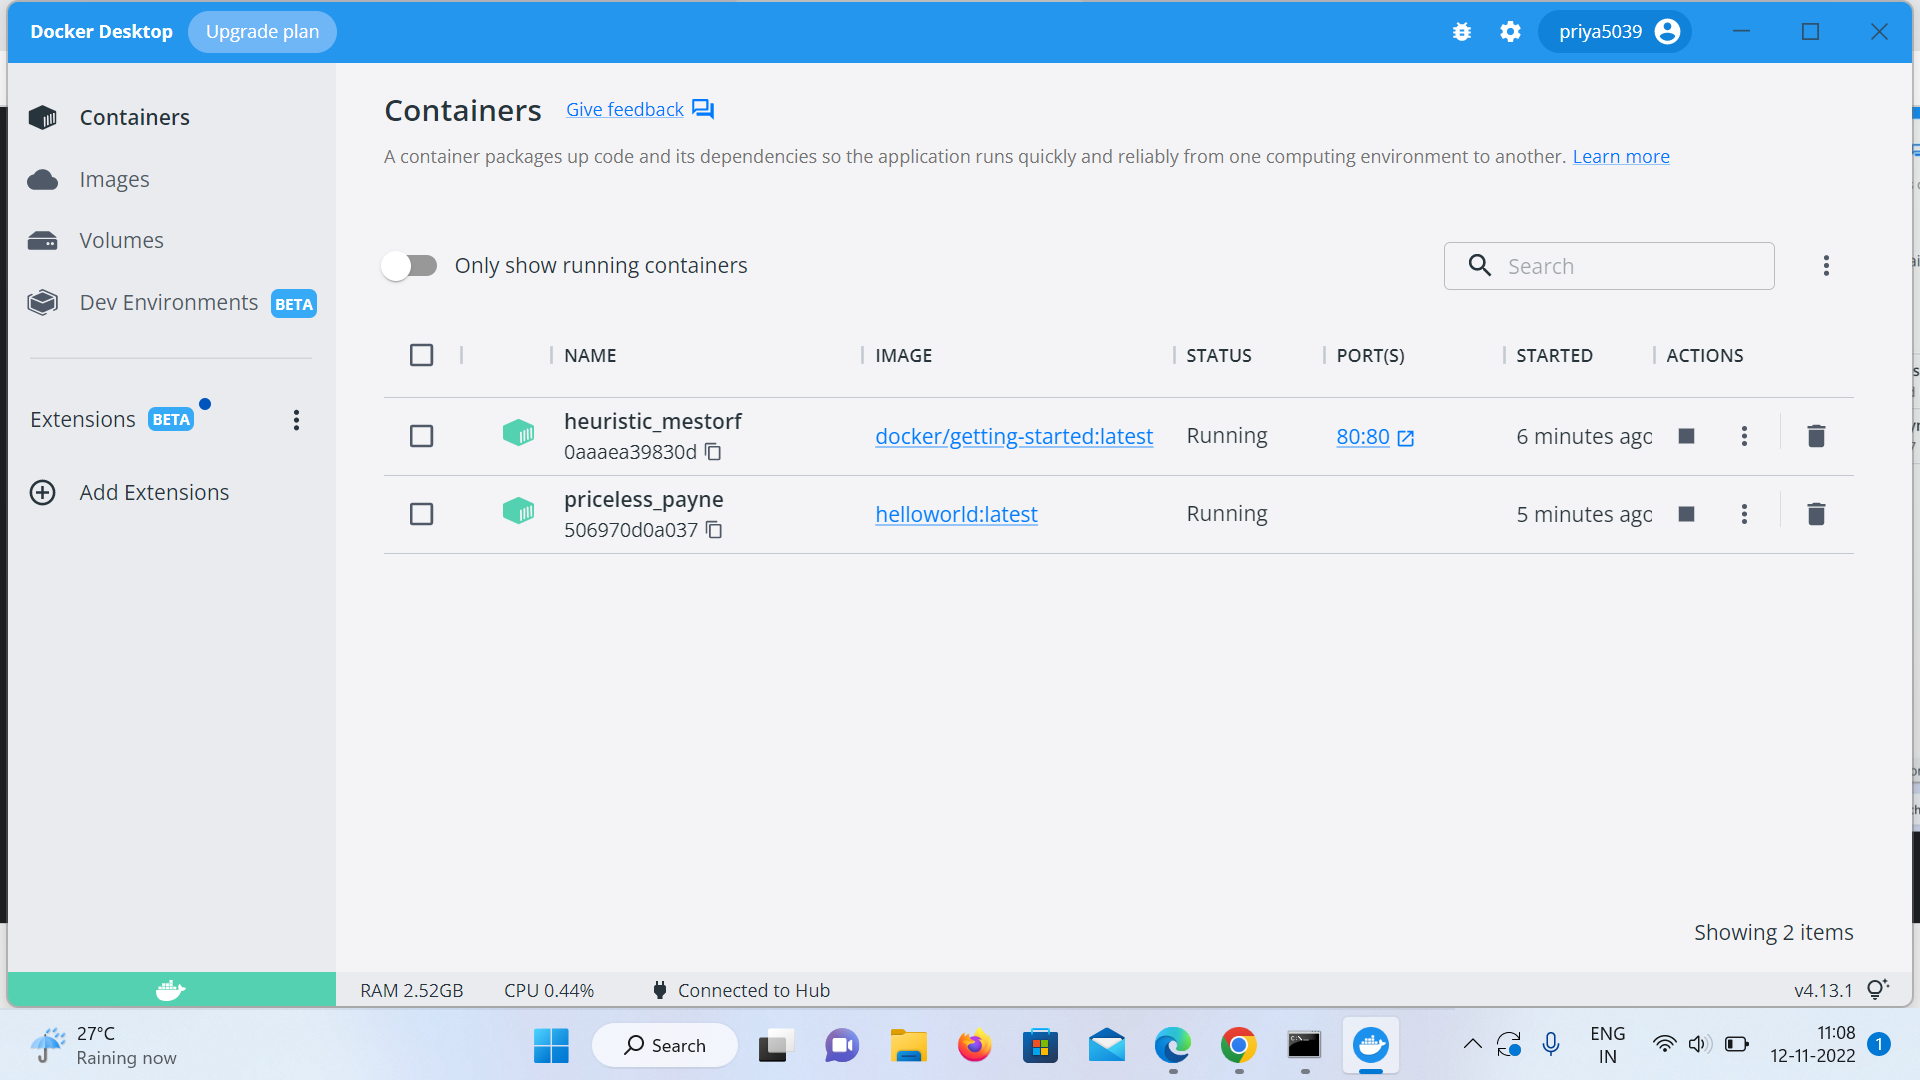 Docker Desktop
Upgrade plan
priya5039
Containers
Images
Volumes
Dev Environments BETA
Extensions BETA
Add Extensions
Containers
Give feedback
A container packages up code and its dependencies so the application runs quickly and reliably from one computing environment to another. Learn more
Only show running containers
Search
NAME IMAGE STATUS PORT(S) STARTED ACTIONS
heuristic_mestorf
0aaaea39830d
docker/getting-started:latest Running 80:80 6 minutes ago
priceless_payne
506970d0a037
helloworld:latest Running 5 minutes ago
Showing 2 items
RAM 2.52GB CPU 0.44% Connected to Hub v4.13.1
27°C
Raining now
Search
ENG
IN
11:08
12-11-2022
1